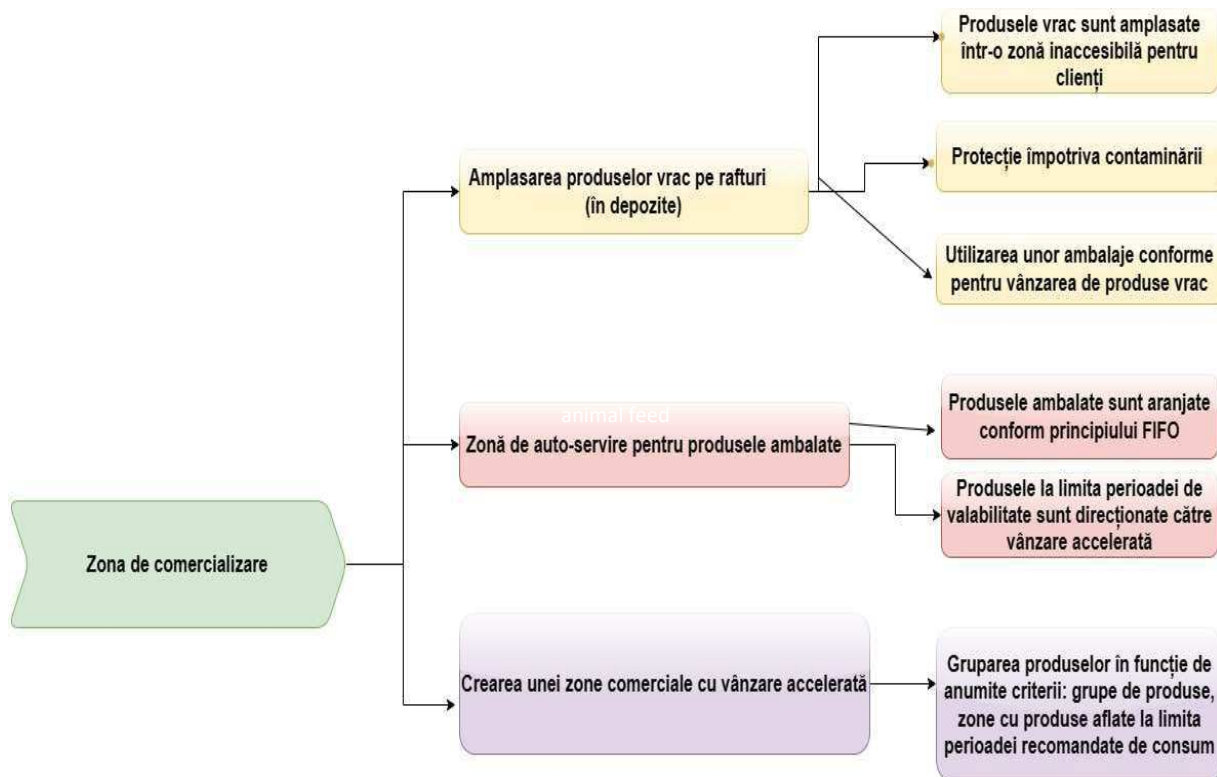 Produsele vrac sunt amplasate
într-o zonă inaccesibilă pentru
clienți
Amplasarea produselor vrac pe rafturi
(în depozite)
Protecție împotriva contaminării
Utilizarea unor ambalaje conforme
pentru vânzarea de produse vrac
animal feed
Zonă de auto-servire pentru produsele ambalate
Produsele ambalate sunt aranjate
conform principiului FIFO
Produsele la limita perioadei de
valabilitate sunt direcționate către
vânzare accelerată
Zona de comercializare
Crearea unei zone comerciale cu vânzare accelerată
Gruparea produselor în funcție de
anumite criterii: grupe de produse,
zone cu produse aflate la limita
perioadei recomandate de consum